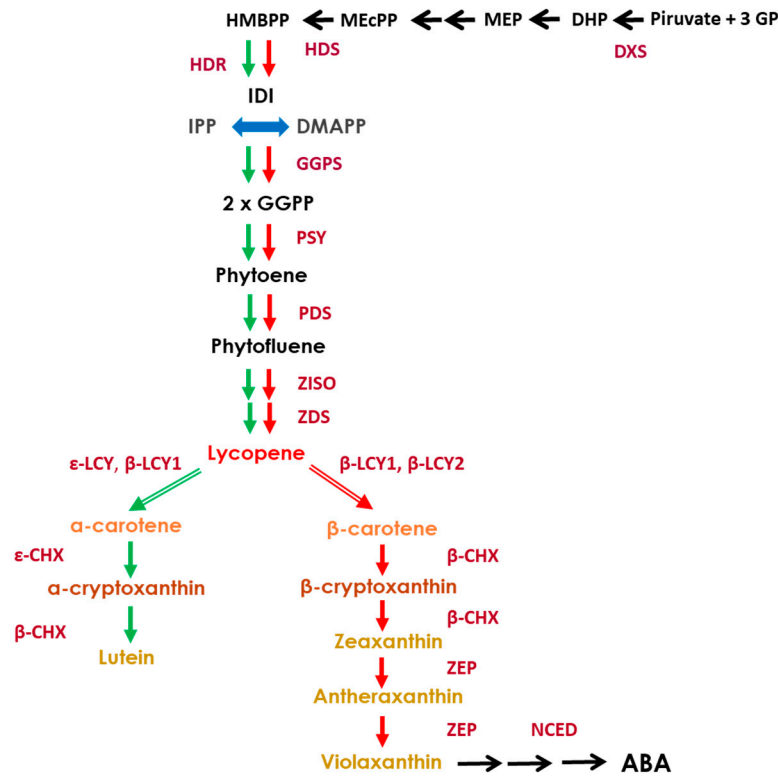 HMBPP MEcPP MEP DHP Piruvate + 3 GP
HDR HDS DXS
IDI
IPP DMAPP
GGPS
2 x GGPP
PSY
Phytoene
PDS
Phytofluene
ZISO
ZDS
Lycopene
ε-LCY, β-LCY1 β-LCY1, β-LCY2
α-carotene β-carotene
ε-CHX β-CHX
α-cryptoxanthin β-cryptoxanthin
β-CHX β-CHX
Lutein Zeaxanthin
ZEP
Antheraxanthin
ZEP NCED
Violaxanthin ABA